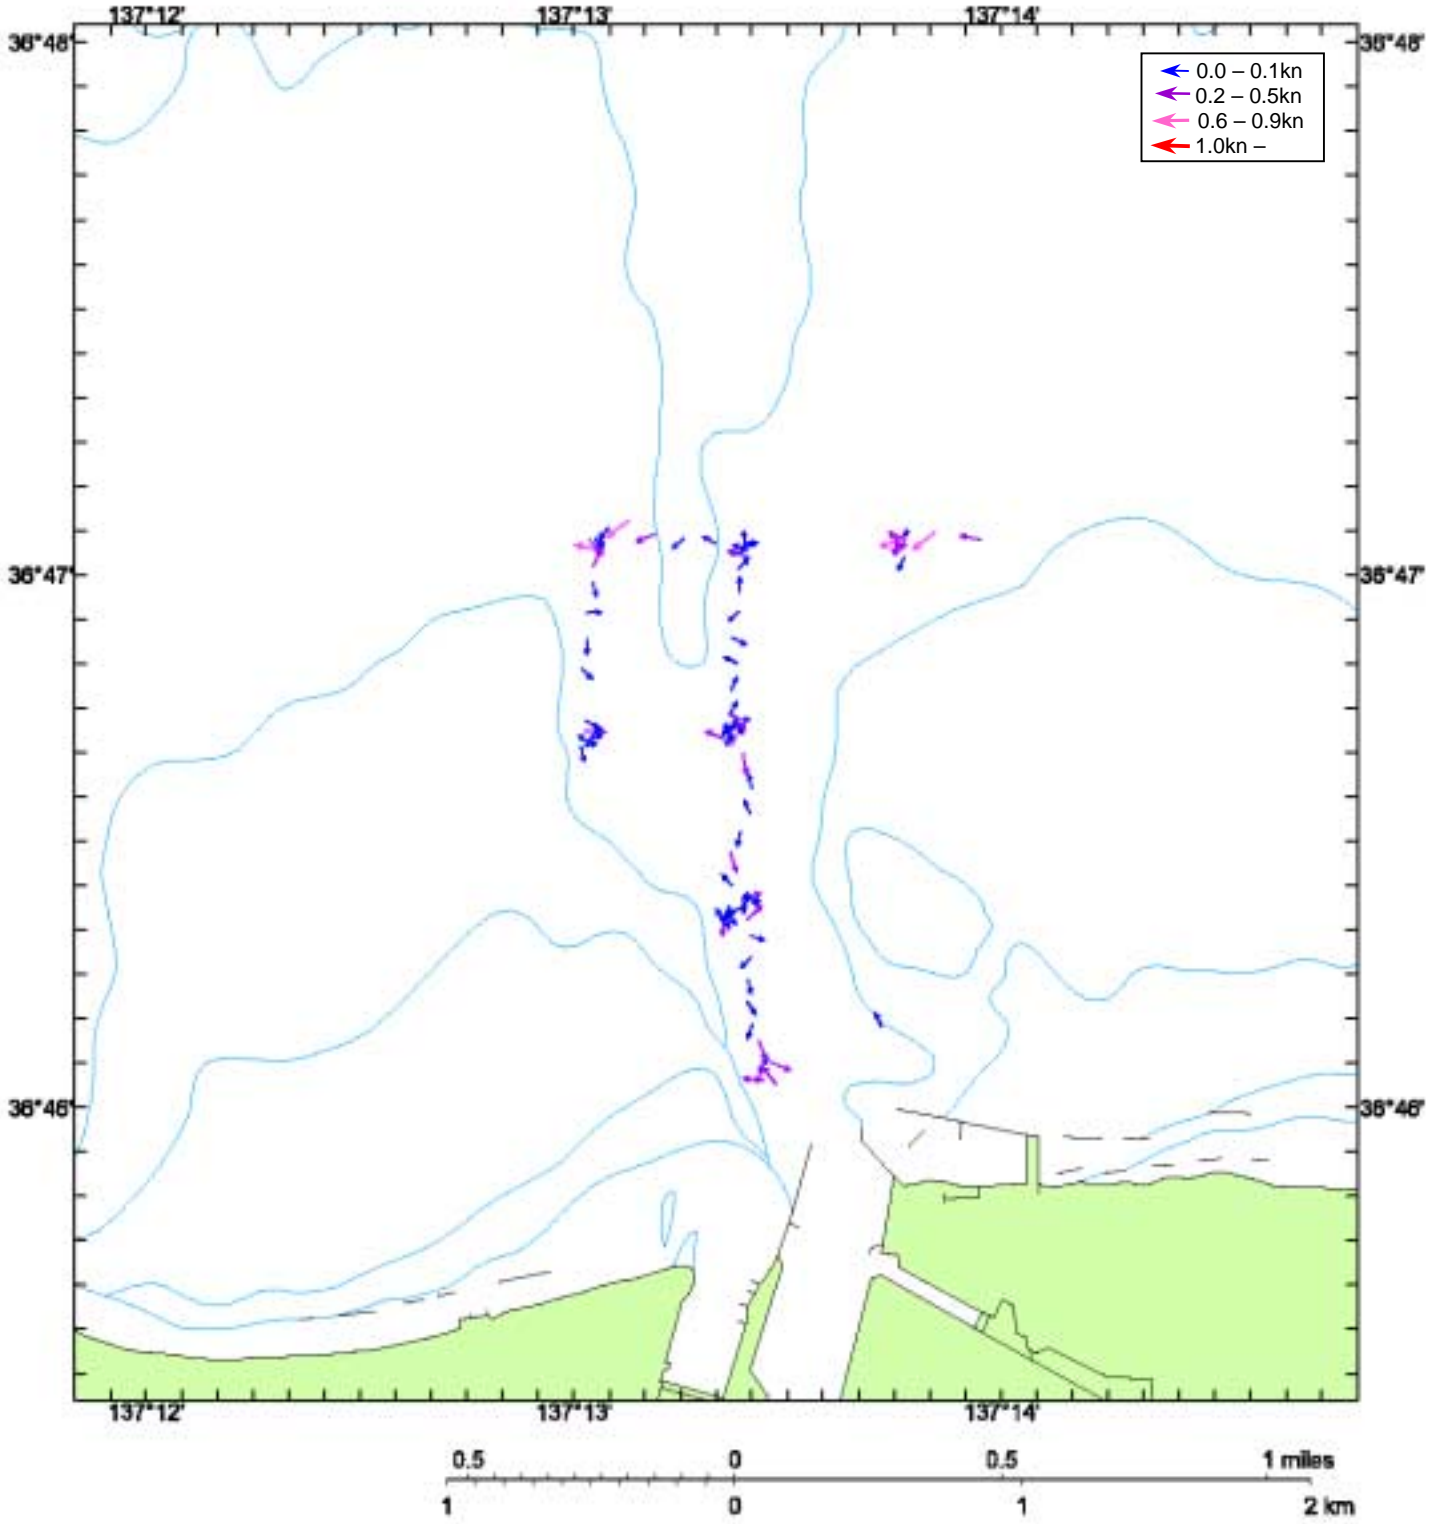 137°12' 137°13' 137°14'
36°48' 36°48'
0.0 – 0.1kn
0.2 – 0.5kn
0.6 – 0.9kn
1.0kn –
36°47' 36°47'
36°46' 36°46'
137°12' 137°13' 137°14'
0.5 0 0.5 1 miles
1 0 1 2 km